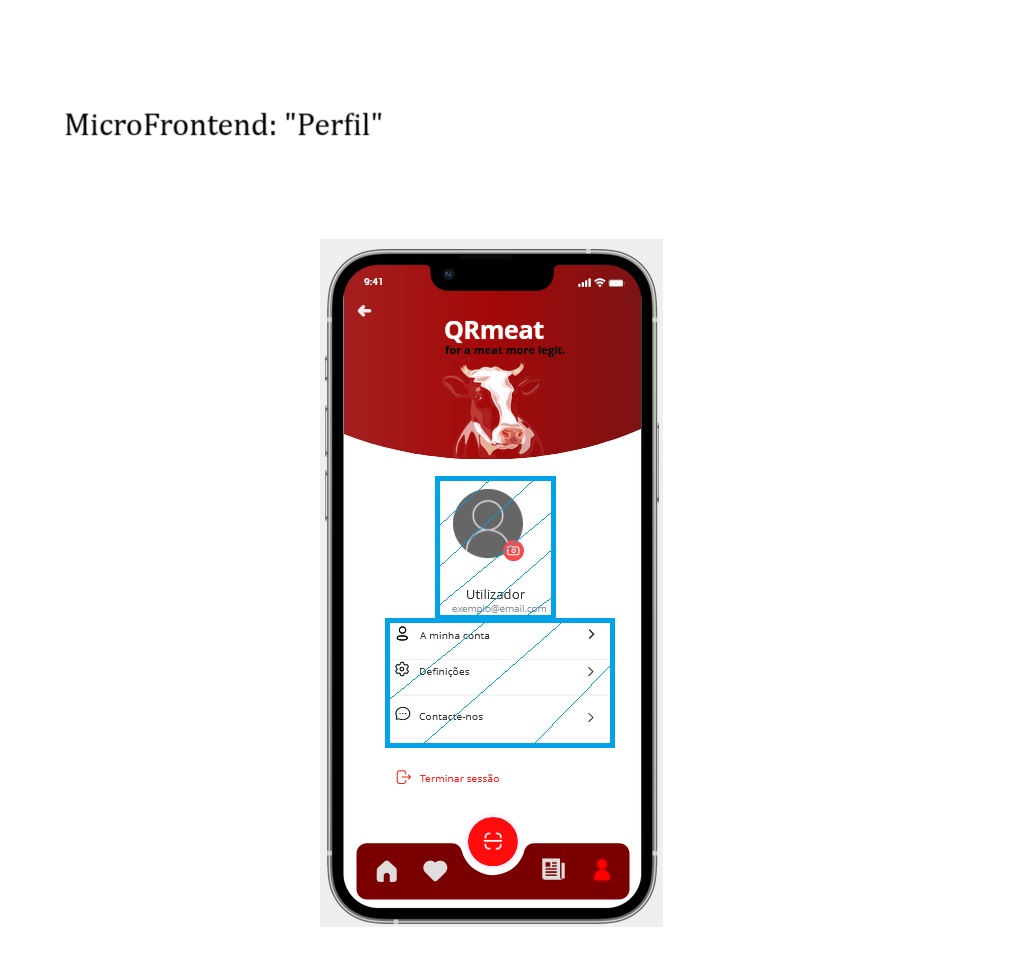 MicroFrontend: "Perfil"
9:41
QRmeat
for a meat more legit.
Utilizador
exemplo@email.com
A minha conta
Definições
Contacte-nos
Terminar sessão